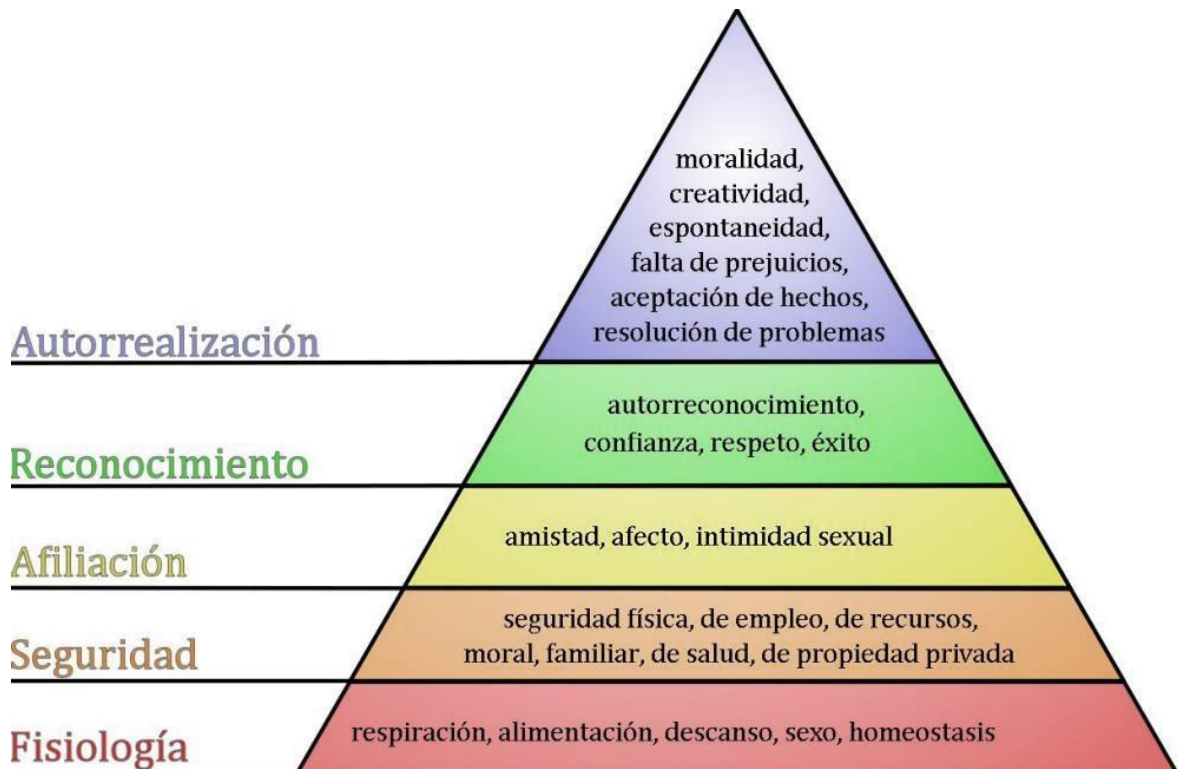 moralidad,
creatividad,
espontaneidad,
falta de prejuicios,
aceptación de hechos,
resolución de problemas
Autorrealización
autorreconocimiento,
confianza, respeto, éxito
Reconocimiento
amistad, afecto, intimidad sexual
Afiliación
seguridad física, de empleo, de recursos,
moral, familiar, de salud, de propiedad privada
Seguridad
respiración, alimentación, descanso, sexo, homeostasis
Fisiología